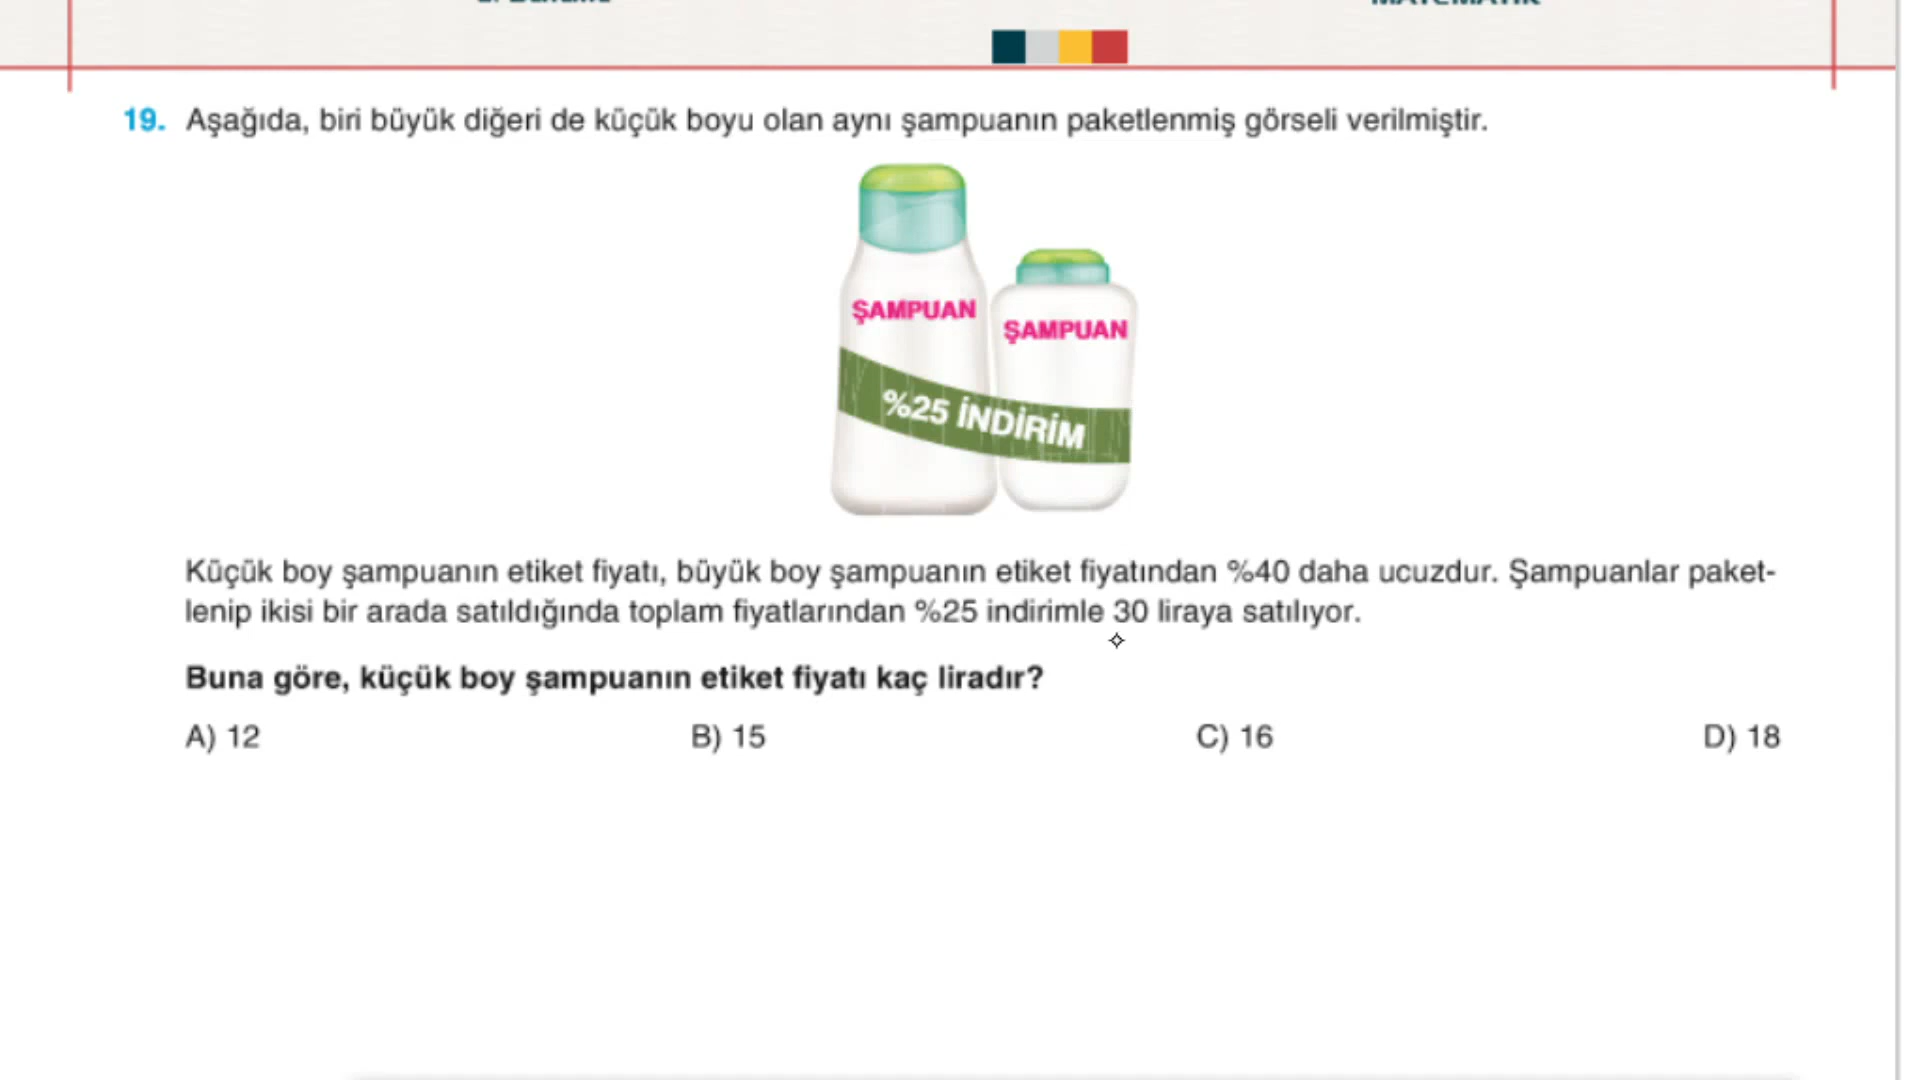 19. Aşağıda, biri büyük diğeri de küçük boyu olan aynı şampuanın paketlenmiş görseli verilmiştir.
ŞAMPUAN
ŞAMPUAN
%25 İNDİRİM
Küçük boy şampuanın etiket fiyatı, büyük boy şampuanın etiket fiyatından %40 daha ucuzdur. Şampuanlar paket-
lenip ikisi bir arada satıldığında toplam fiyatlarından %25 indirimle 30 liraya satılıyor.
Buna göre, küçük boy şampuanın etiket fiyatı kaç liradır?
A) 12 B) 15 C) 16 D) 18